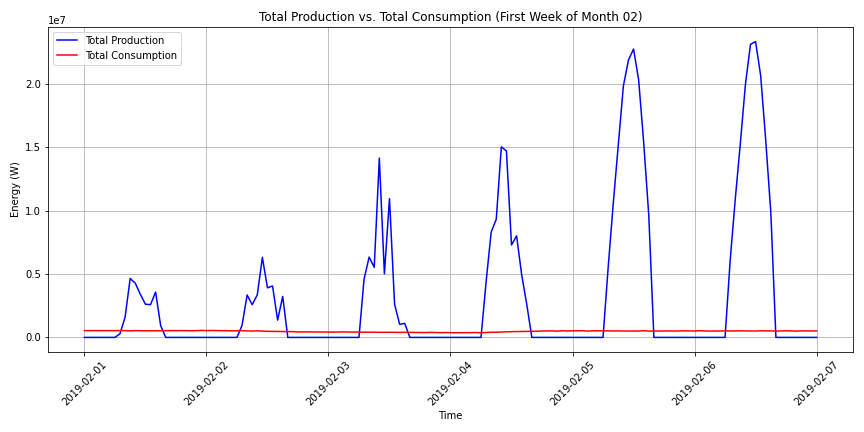 Total Production vs. Total Consumption (First Week of Month 02)
1e7
Total Production
Total Consumption
2.0
1.5
1.0
0.5
0.0
Energy (W)
2019-02-01
2019-02-02
2019-02-03
2019-02-04
2019-02-05
2019-02-06
2019-02-07
Time